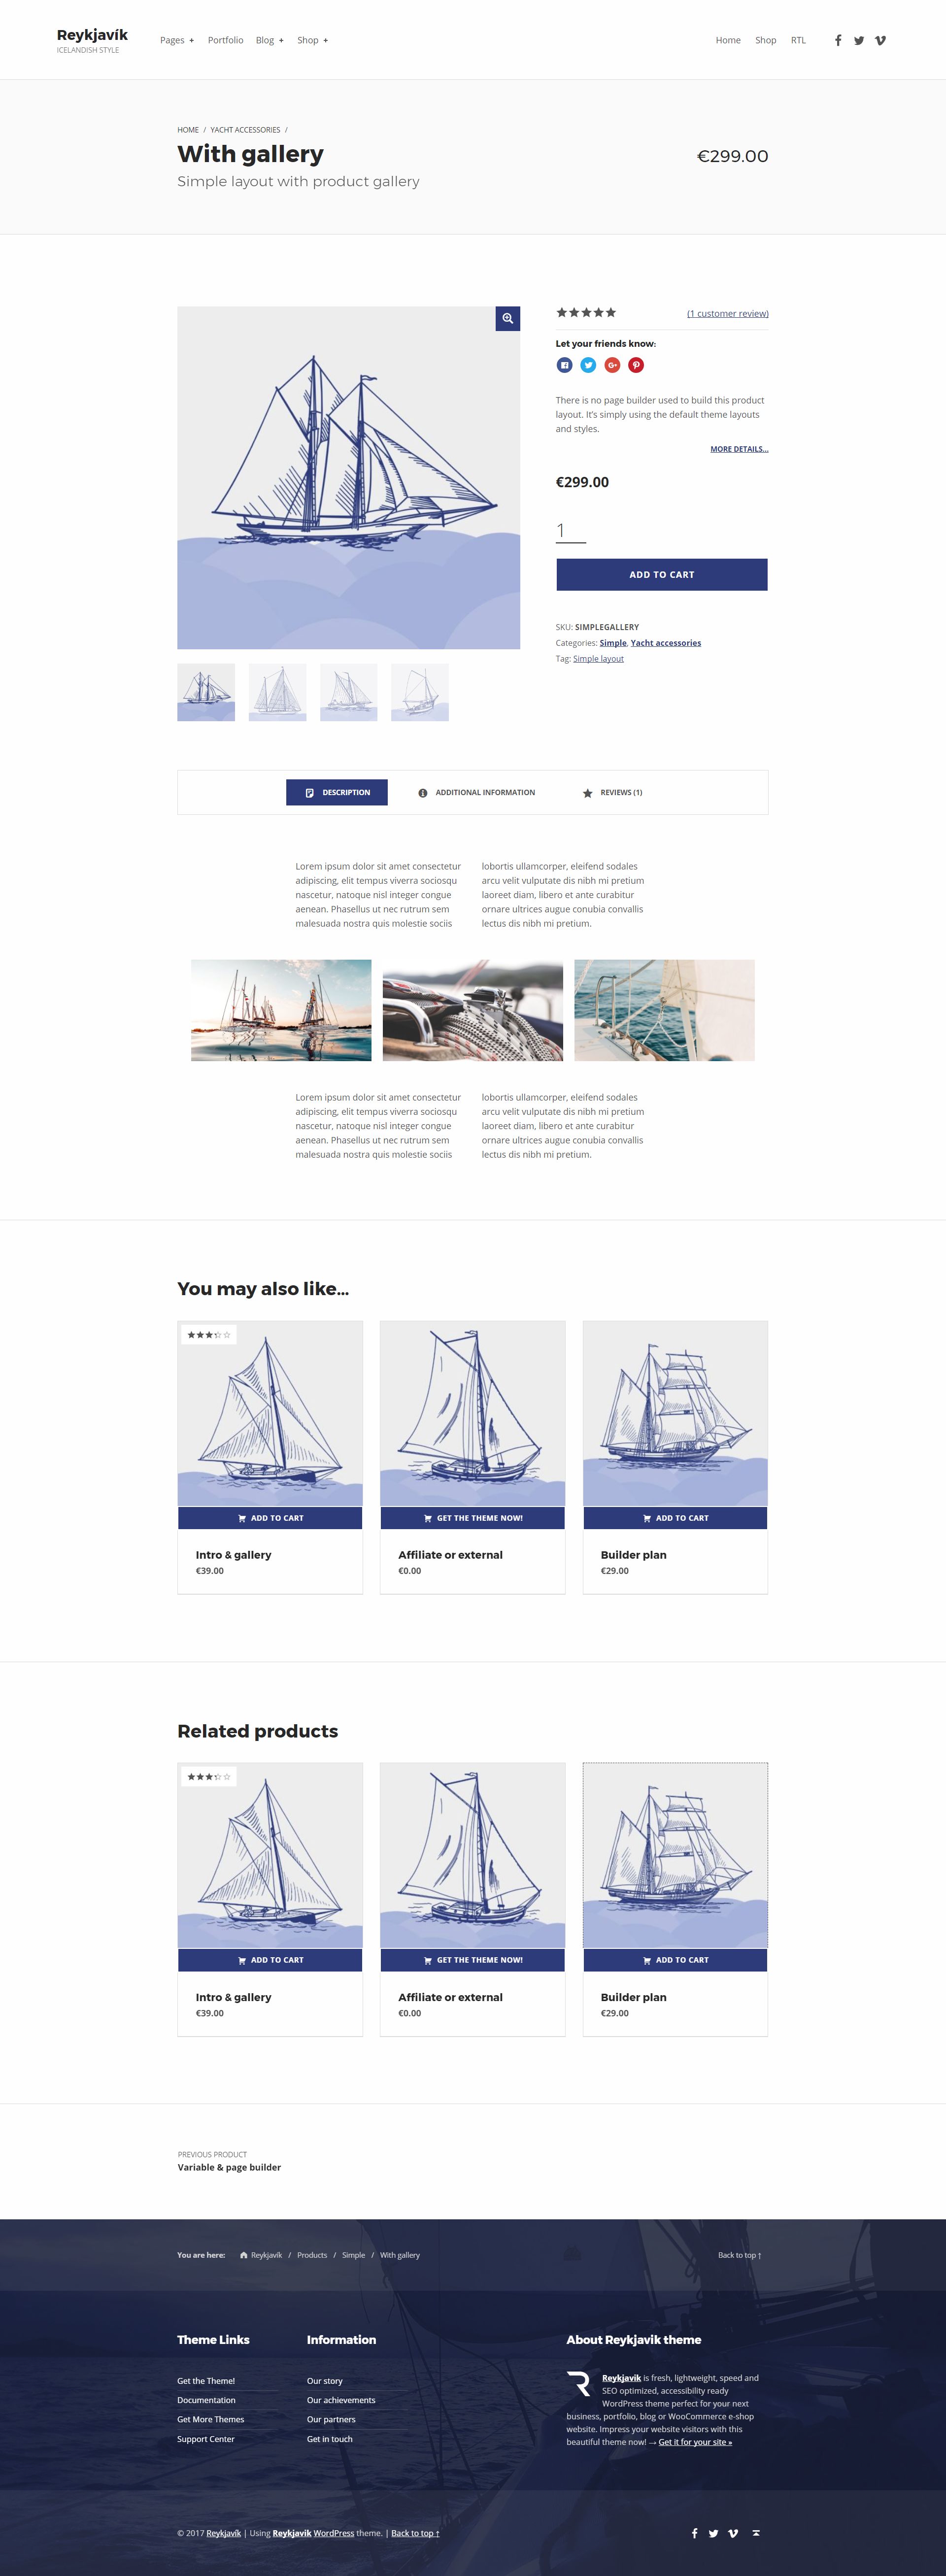 Reykjavík
ICELANDISH STYLE
Pages +
Portfolio
Blog +
Shop +
Home
Shop
RTL
HOME / YACHT ACCESSORIES /
With gallery
€299.00
Simple layout with product gallery
(1 customer review)
Let your friends know:
There is no page builder used to build this product
layout. It's simply using the default theme layouts
and styles.
MORE DETAILS...
€299.00
1
ADD TO CART
SKU: SIMPLEGALLERY
Categories: Simple, Yacht accessories
Tag: Simple layout
DESCRIPTION
ADDITIONAL INFORMATION
REVIEWS (1)
Lorem ipsum dolor sit amet consectetur
adipiscing, elit tempus viverra sociosqu
nascetur, natoque nisl integer congue
aenean. Phasellus ut nec rutrum sem
malesuada nostra quis molestie sociis
lobortis ullamcorper, eleifend sodales
arcu velit vulputate dis nibh mi pretium
laoreet diam, libero et ante curabitur
ornare ultrices augue conubia convallis
lectus dis nibh mi pretium.
Lorem ipsum dolor sit amet consectetur
adipiscing, elit tempus viverra sociosqu
nascetur, natoque nisl integer congue
aenean. Phasellus ut nec rutrum sem
malesuada nostra quis molestie sociis
lobortis ullamcorper, eleifend sodales
arcu velit vulputate dis nibh mi pretium
laoreet diam, libero et ante curabitur
ornare ultrices augue conubia convallis
lectus dis nibh mi pretium.
You may also like...
ADD TO CART
Intro & gallery
€39.00
GET THE THEME NOW!
Affiliate or external
€0.00
ADD TO CART
Builder plan
€29.00
Related products
ADD TO CART
Intro & gallery
€39.00
GET THE THEME NOW!
Affiliate or external
€0.00
ADD TO CART
Builder plan
€29.00
PREVIOUS PRODUCT
Variable & page builder
You are here: Reykjavík / Products / Simple / With gallery
Back to top ↑
Theme Links
Get the Theme!
Documentation
Get More Themes
Support Center
Information
Our story
Our achievements
Our partners
Get in touch
About Reykjavik theme
Reykjavik is fresh, lightweight, speed and
SEO optimized, accessibility ready
WordPress theme perfect for your next
business, portfolio, blog or WooCommerce e-shop
website. Impress your website visitors with this
beautiful theme now! → Get it for your site »
© 2017 Reykjavík | Using Reykjavik WordPress theme. | Back to top ↑